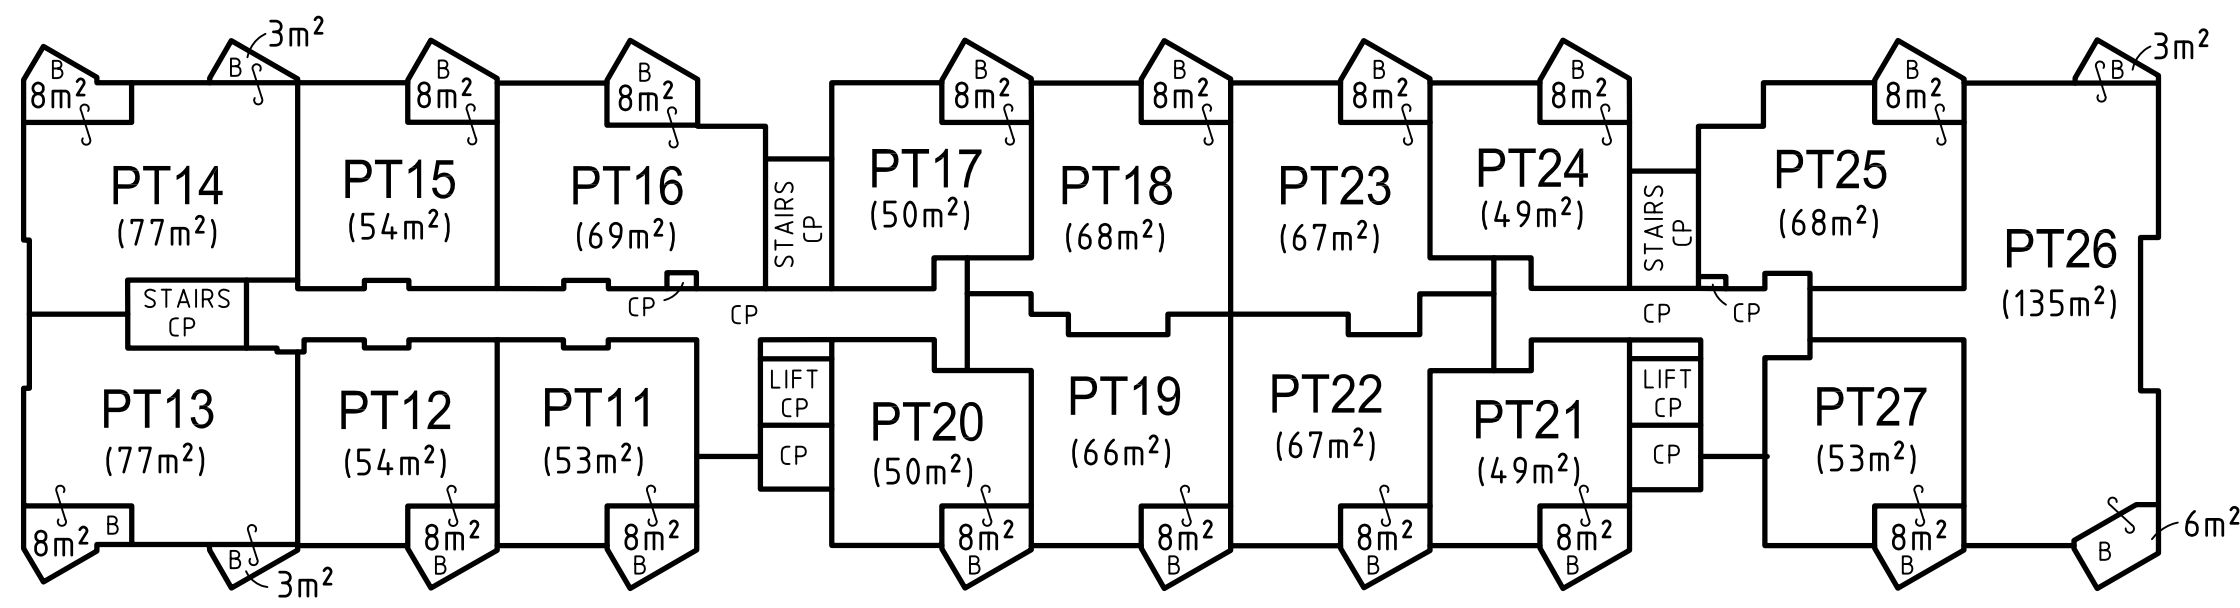 3m²
3m²
B
B
B
B
B
B
B
B
B
B
8m²
8m²
8m²
8m²
8m²
8m²
8m²
8m²
PT14
(77m²)
PT15
(54m²)
PT16
(69m²)
STAIRS
CP
PT17
(50m²)
PT18
(68m²)
PT23
(67m²)
PT24
(49m²)
STAIRS
CP
PT25
(68m²)
PT26
(135m²)
STAIRS
CP
CP
CP
CP
CP
PT13
(77m²)
PT12
(54m²)
PT11
(53m²)
LIFT
CP
CP
PT20
(50m²)
PT19
(66m²)
PT22
(67m²)
PT21
(49m²)
LIFT
CP
CP
PT27
(53m²)
8m²
B
B
3m²
8m²
B
8m²
B
8m²
B
8m²
B
8m²
B
8m²
B
8m²
B
B
6m²